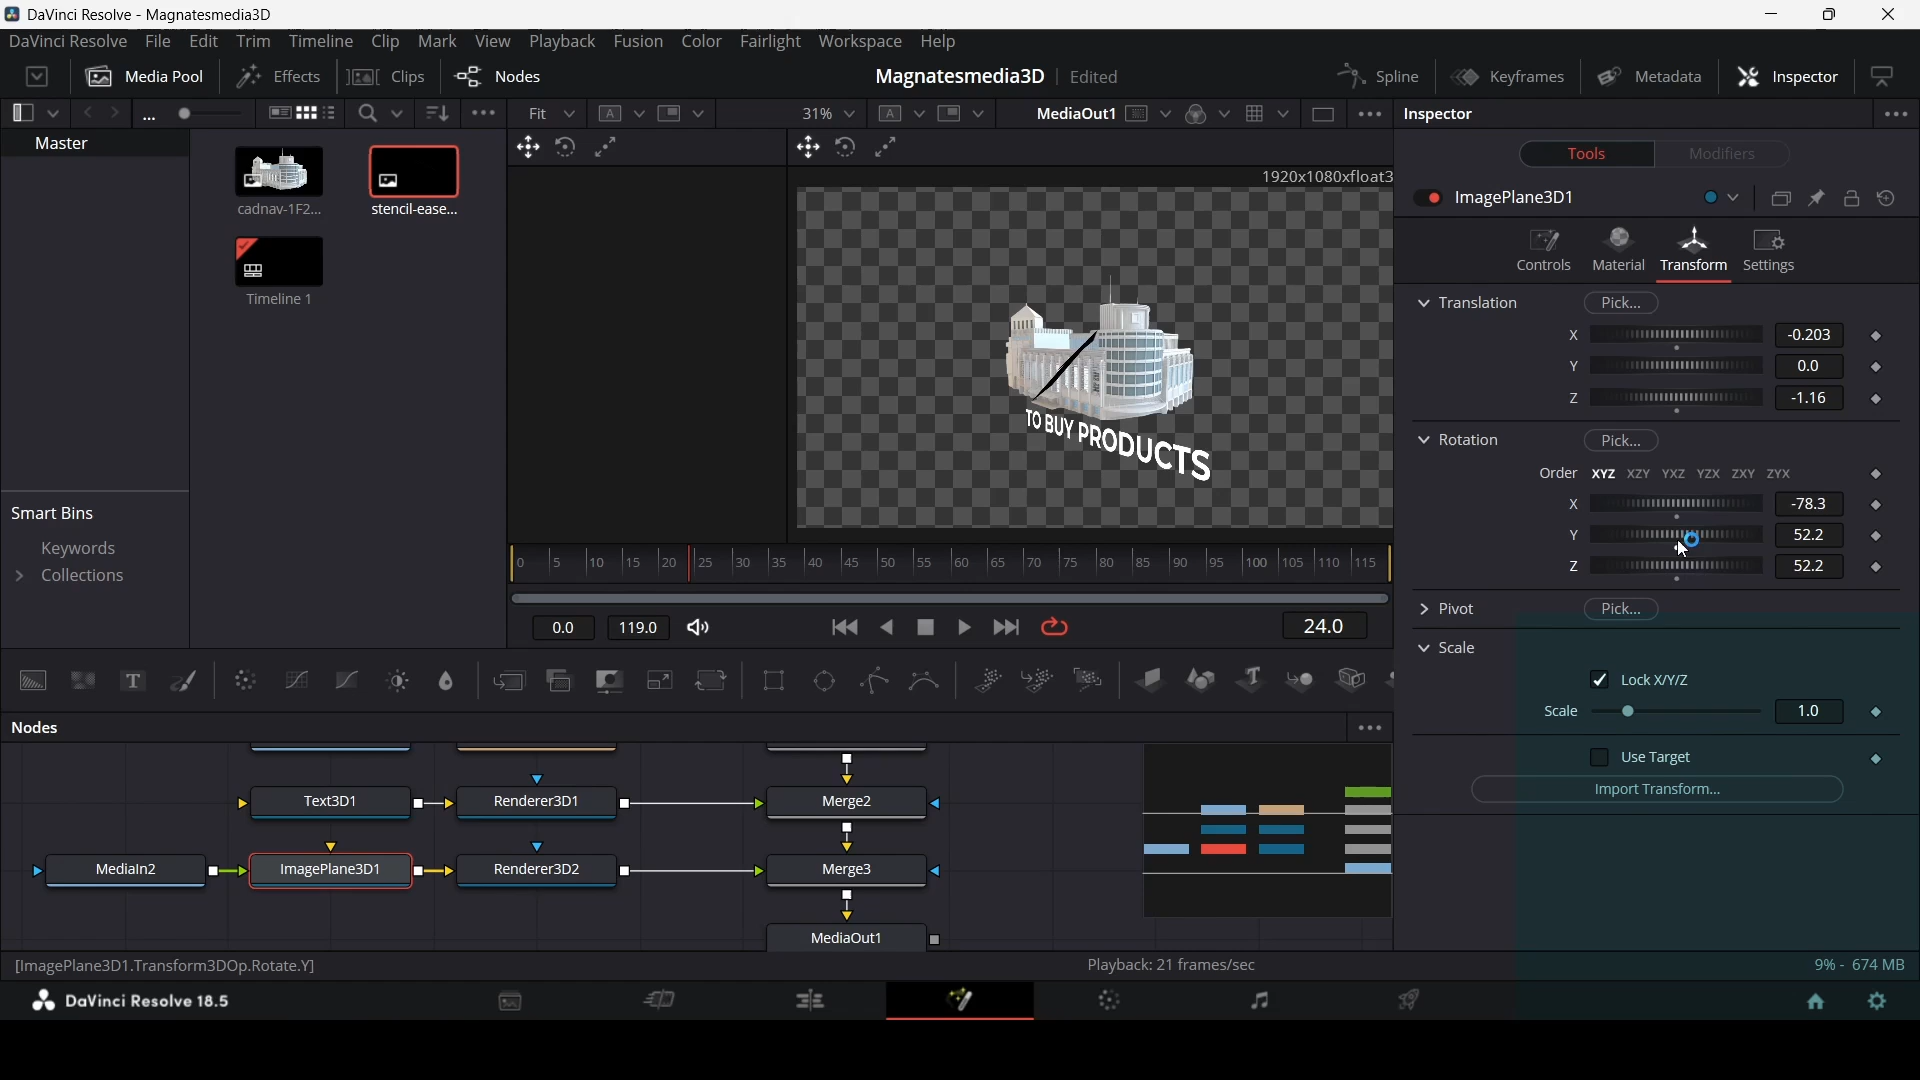 DaVinci Resolve - Magnatesmedia3D
DaVinci Resolve File Edit Trim Timeline Clip Mark View Playback Fusion Color Fairlight Workspace Help
Media Pool Effects Clips Nodes Magnatesmedia3D Edited Spline Keyframes Metadata Inspector
... Fit A 31% A MediaOut1 Inspector
Master
Tools Modifiers
1920x1080xfloat3
cadnav-1F2... stencil-ease...
ImagePlane3D1
Controls Material Transform Settings
Timeline 1
Translation Pick...
X -0.203
Y 0.0
Z -1.16
TO BUY PRODUCTS
Rotation Pick...
Order XYZ XZY YXZ YZX ZXY ZYX
X -78.3
Y 52.2
Z 52.2
Smart Bins
Keywords
Collections
0 5 10 15 20 25 30 35 40 45 50 55 60 65 70 75 80 85 90 95 100 105 110 115
0.0 119.0 24.0
Pivot Pick...
Scale
Lock X/Y/Z
Scale 1.0
Use Target
Import Transform...
T T
Nodes
Text3D1 Renderer3D1 Merge2
MediaIn2 ImagePlane3D1 Renderer3D2 Merge3
MediaOut1
[ImagePlane3D1.Transform3DOp.Rotate.Y] Playback: 21 frames/sec 9% - 674 MB
DaVinci Resolve 18.5